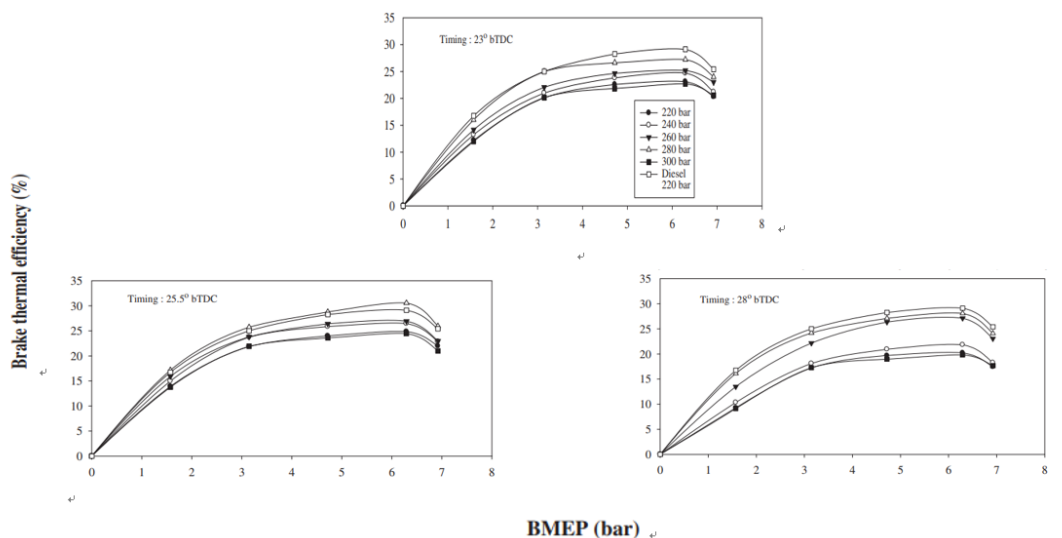 35
30
25
20
15
10
5
0
Timing : 23° bTDC
220 bar
240 bar
260 bar
280 bar
300 bar
Diesel
220 bar
0 1 2 3 4 5 6 7 8
Brake thermal efficiency (%)
35
30
25
20
15
10
5
0
Timing : 25.5° bTDC
0 1 2 3 4 5 6 7 8
35
30
25
20
15
10
5
0
Timing : 28° bTDC
0 1 2 3 4 5 6 7 8
BMEP (bar)